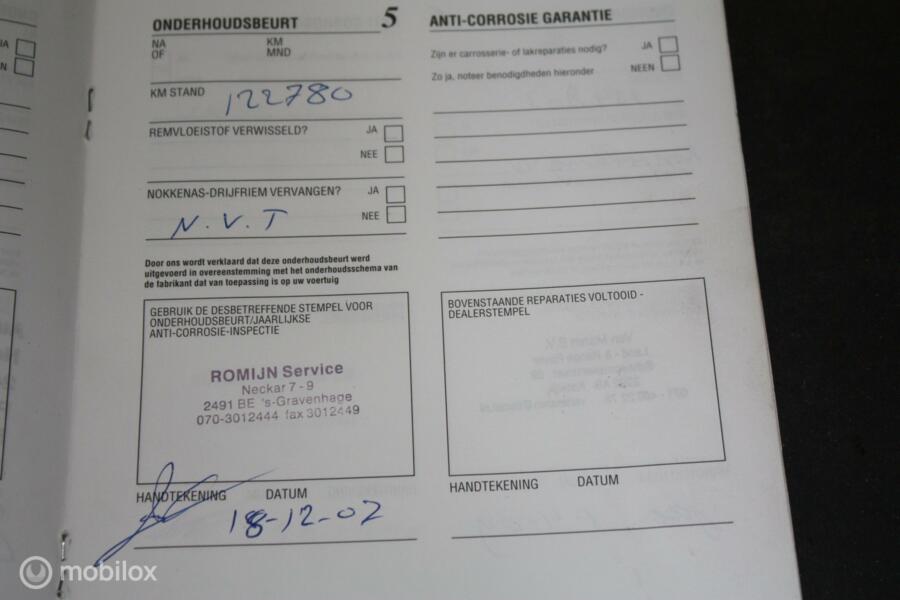 ONDERHOUDSBEURT 5
NA KM
OF MND
KM STAND 122780
REMVLOEISTOF VERWISSELD? JA
NEE
NOKKENAS-DRIJFRIEM VERVANGEN? JA
N.V.T NEE
Door ons wordt verklaard dat deze onderhoudsbeurt werd
uitgevoerd in overeenstemming met het onderhoudsschema van
de fabrikant dat van toepassing is op uw voertuig
GEBRUIK DE DESBETREFFENDE STEMPEL VOOR
ONDERHOUDSBEURT/JAARLIJKSE
ANTI-CORROSIE-INSPECTIE
ROMIJN Service
Neckar 7-9
2491 BE 's-Gravenhage
070-3012444 fax 3012449
HANDTEKENING DATUM
18-12-02
ANTI-CORROSIE GARANTIE
Zijn er carrosserie- of lakreparaties nodig? JA
Zo ja, noteer benodigdheden hieronder NEEN
BOVENSTAANDE REPARATIES VOLTOOID -
DEALERSTEMPEL
HANDTEKENING DATUM
mobilox